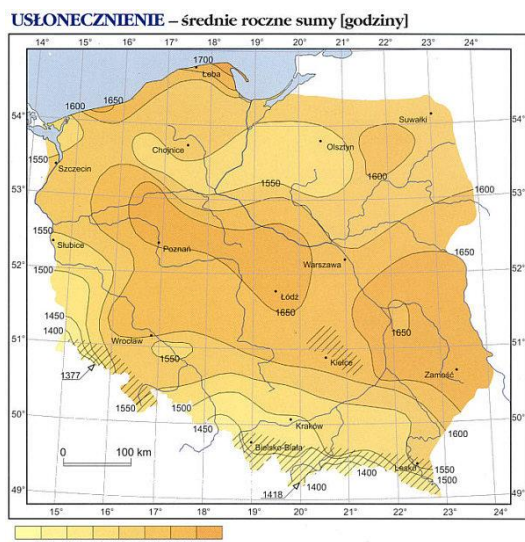 USŁONECZNIENIE – średnie roczne sumy [godziny]
14° 15° 16° 17° 18° 19° 20° 21° 22° 23°
1700
Łeba
1650
1600
54° 54°
Suwałki
Chojnice
Olsztyn
1550
Szczecin
1550
1600
53° 53°
1600
1550
Słubice
Poznań
1650
Warszawa
52° 52°
1500
Łódź
1650
1650
1450
1400
51° 51°
Wrocław
1550
Kielce
Zamość
1377
1550
1500
50° 50°
1450
Kraków
1600
0 100 km
Bielsko-Biała
1400
Lesko
1550
1500
49° 49°
1418
1400
15° 16° 17° 18° 19° 20° 21° 22° 23°